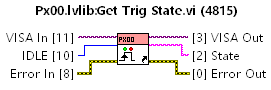 Px00.lvlib:Get Trig State.vi (4815)
VISA In [11] PX00 [3] VISA Out
IDLE [10] [2] State
Error In [8] [0] Error Out